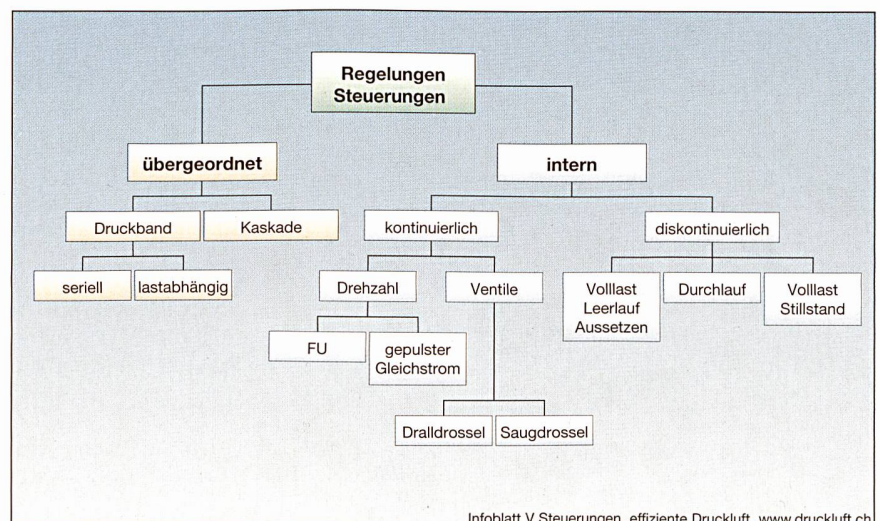 Regelungen
Steuerungen
übergeordnet
intern
Druckband
Kaskade
kontinuierlich
diskontinuierlich
seriell
lastabhängig
Drehzahl
Ventile
Volllast
Leerlauf
Aussetzen
Durchlauf
Volllast
Stillstand
FU
gepulster
Gleichstrom
Dralldrossel
Saugdrossel
Infoblatt V Steuerungen, effiziente Druckluft, www.druckluft.ch